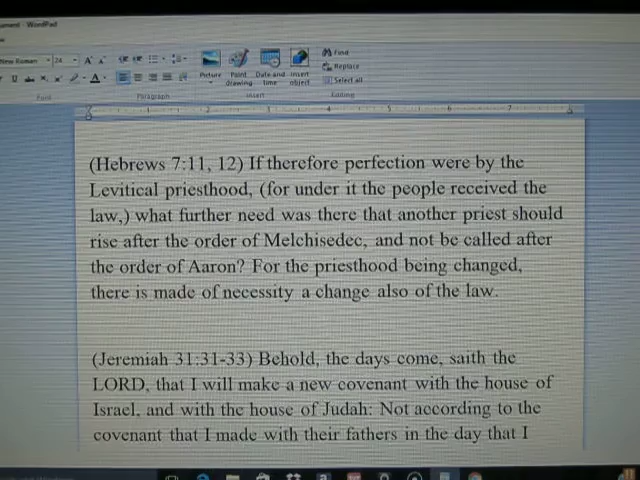 WordPad
24
Find
Replace
Select all
Picture
Paint drawing
Date and time
Insert object
Font
Paragraph
Insert
Editing
(Hebrews 7:11, 12) If therefore perfection were by the
Levitical priesthood, (for under it the people received the
law,) what further need was there that another priest should
rise after the order of Melchisedec, and not be called after
the order of Aaron? For the priesthood being changed,
there is made of necessity a change also of the law.
(Jeremiah 31:31-33) Behold, the days come, saith the
LORD, that I will make a new covenant with the house of
Israel, and with the house of Judah: Not according to the
covenant that I made with their fathers in the day that I